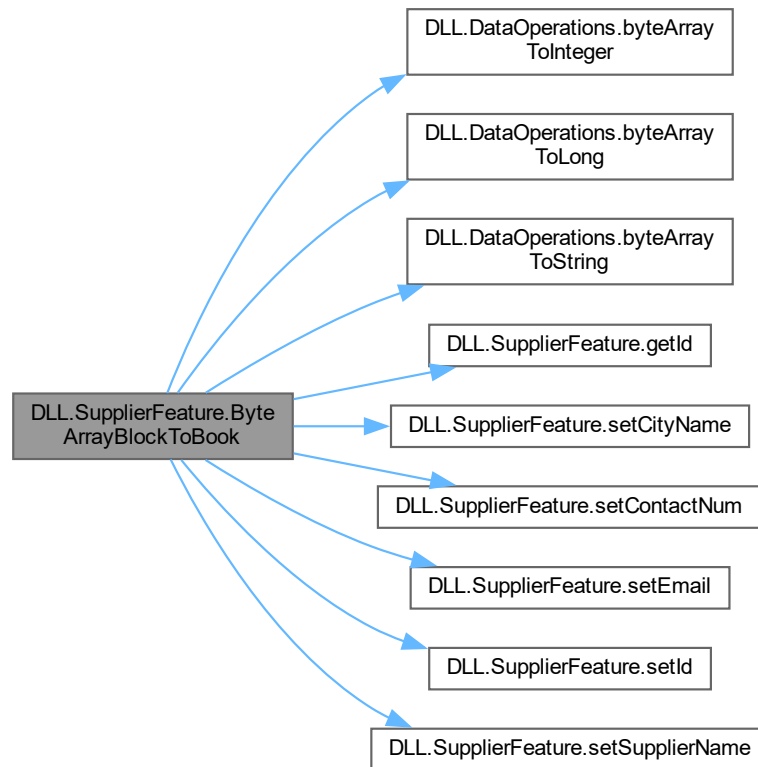 DLL.DataOperations.byteArray
ToInteger
DLL.DataOperations.byteArray
ToLong
DLL.DataOperations.byteArray
ToString
DLL.SupplierFeature.getId
DLL.SupplierFeature.Byte
ArrayBlockToBook
DLL.SupplierFeature.setCityName
DLL.SupplierFeature.setContactNum
DLL.SupplierFeature.setEmail
DLL.SupplierFeature.setId
DLL.SupplierFeature.setSupplierName